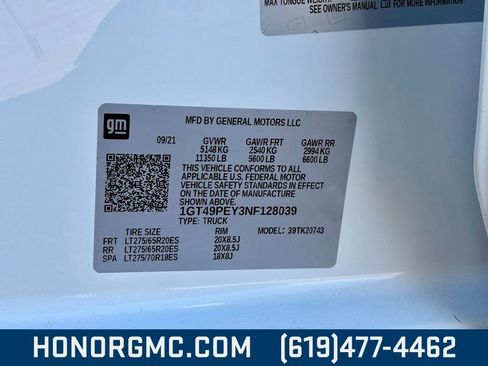 MAX TONGUE WEIGHT:
SEE OWNER'S MANUAL FOR MORE INFORMATION
gm
MFD BY GENERAL MOTORS LLC
09/21 GVWR GAWR FRT GAWR RR
5148 KG 2540 KG 2994 KG
11350 LB 5600 LB 6600 LB
THIS VEHICLE CONFORMS TO ALL
APPLICABLE U.S. FEDERAL MOTOR
VEHICLE SAFETY STANDARDS IN EFFECT
ON THE DATE OF MANUFACTURE
SHOWN ABOVE.
1GT49PEY3NF128039
TYPE: TRUCK
TIRE SIZE RIM MODEL: 39TK20743
FRT LT275/65R20ES 20X8.5J
RR LT275/65R20ES 20X8.5J
SPA LT275/70R18ES 18X8J
HONORGMC.COM (619)477-4462